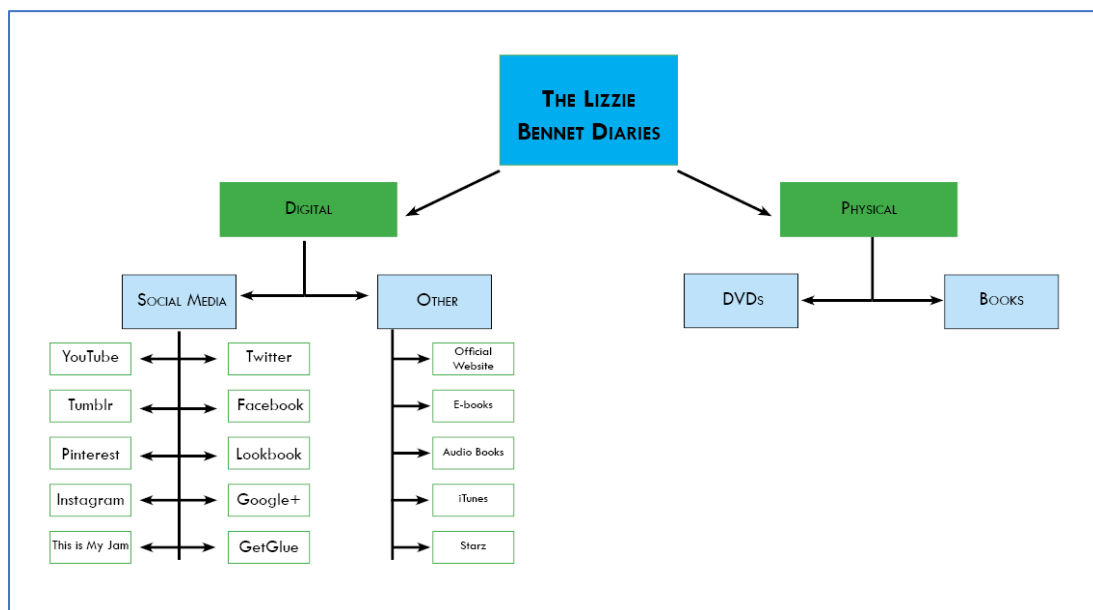 The Lizzie
Bennet Diaries
Digital
Physical
Social Media
Other
DVDs
Books
YouTube
Twitter
Official
Website
Tumblr
Facebook
E-books
Pinterest
Lookbook
Audio Books
Instagram
Google+
iTunes
This is My Jam
GetGlue
Starz